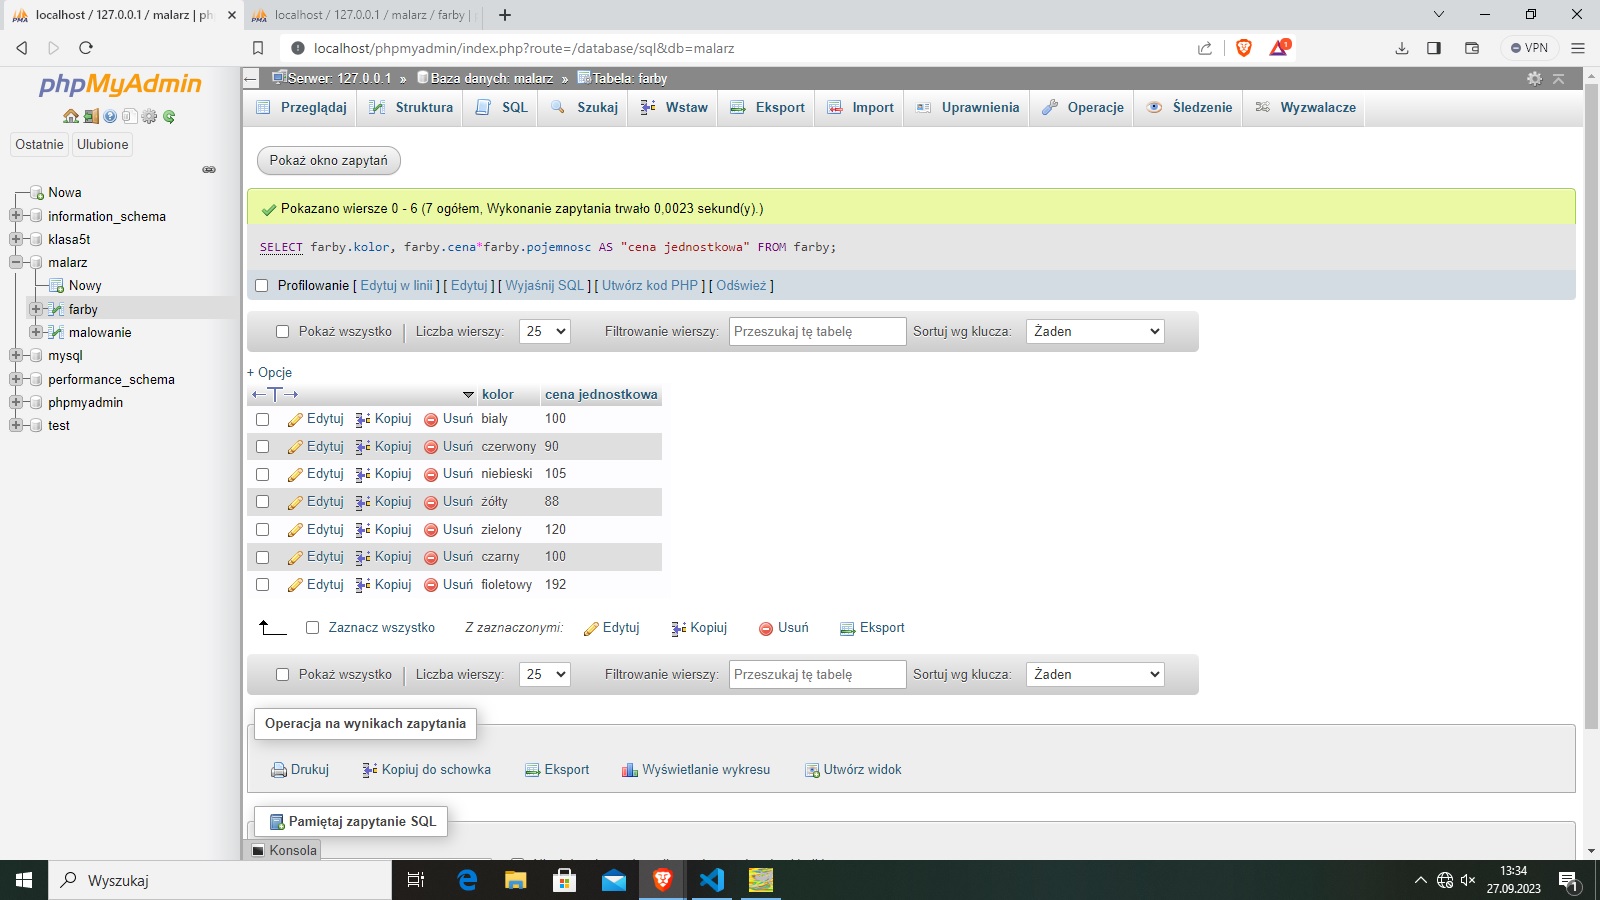 localhost / 127.0.0.1 / malarz | ph
localhost / 127.0.0.1 / malarz / farby |
localhost/phpmyadmin/index.php?route=/database/sql&db=malarz
1
VPN
phpMyAdmin
Ostatnie
Ulubione
Nowa
information_schema
klasa5t
malarz
Nowy
farby
malowanie
mysql
performance_schema
phpmyadmin
test
Serwer: 127.0.0.1 » Baza danych: malarz » Tabela: farby
Przeglądaj Struktura SQL Szukaj Wstaw Eksport Import Uprawnienia Operacje Śledzenie Wyzwalacze
Pokaż okno zapytań
Pokazano wiersze 0 - 6 (7 ogółem, Wykonanie zapytania trwało 0,0023 sekund(y).)
SELECT farby.kolor, farby.cena*farby.pojemnosc AS "cena jednostkowa" FROM farby;
Profilowanie [ Edytuj w linii ] [ Edytuj ] [ Wyjaśnij SQL ] [ Utwórz kod PHP ] [ Odśwież ]
Pokaż wszystko | Liczba wierszy: 25 Filtrowanie wierszy: Przeszukaj tę tabelę Sortuj wg klucza: Żaden
+ Opcje
←T→ kolor cena jednostkowa
Edytuj Kopiuj Usuń bialy 100
Edytuj Kopiuj Usuń czerwony 90
Edytuj Kopiuj Usuń niebieski 105
Edytuj Kopiuj Usuń żółty 88
Edytuj Kopiuj Usuń zielony 120
Edytuj Kopiuj Usuń czarny 100
Edytuj Kopiuj Usuń fioletowy 192
Zaznacz wszystko Z zaznaczonymi: Edytuj Kopiuj Usuń Eksport
Pokaż wszystko | Liczba wierszy: 25 Filtrowanie wierszy: Przeszukaj tę tabelę Sortuj wg klucza: Żaden
Operacja na wynikach zapytania
Drukuj Kopiuj do schowka Eksport Wyświetlanie wykresu Utwórz widok
Pamiętaj zapytanie SQL
Konsola
Wyszukaj
13:34
27.09.2023
1